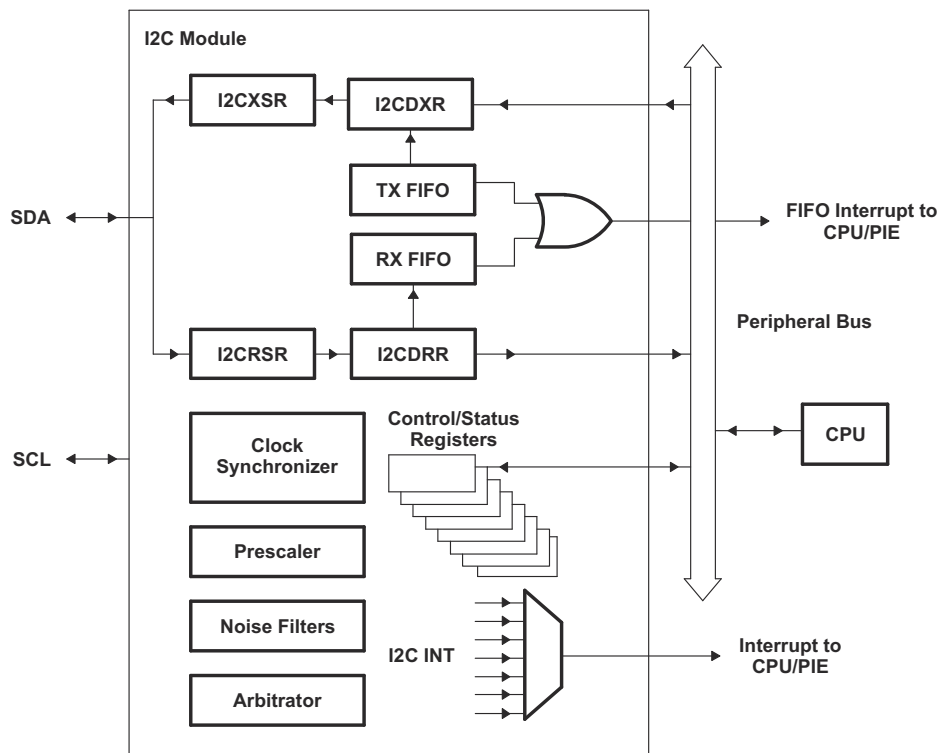 I2C Module
I2CXSR
I2CDXR
TX FIFO
SDA
FIFO Interrupt to
CPU/PIE
RX FIFO
Peripheral Bus
I2CRSR
I2CDRR
Control/Status
Registers
CPU
Clock
Synchronizer
SCL
Prescaler
Noise Filters
I2C INT
Interrupt to
CPU/PIE
Arbitrator